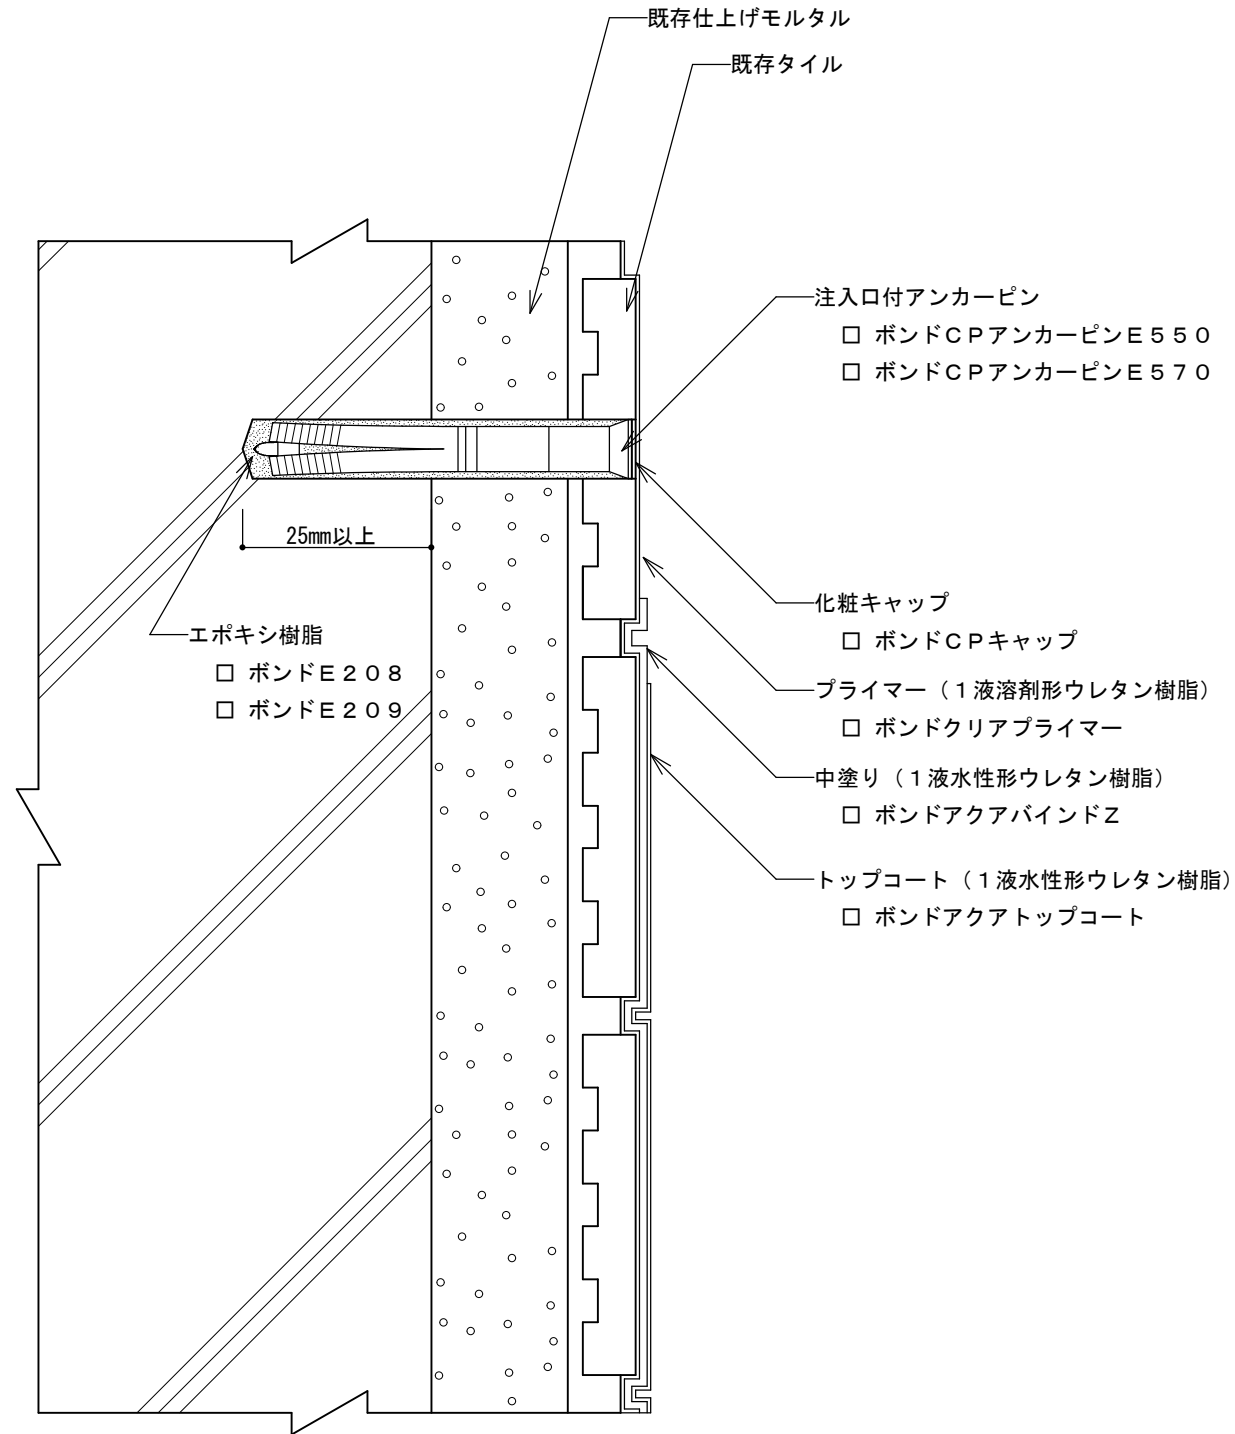 既存仕上げモルタル
既存タイル
注入口付アンカーピン
□ ボンドCPアンカーピンE550
□ ボンドCPアンカーピンE570
25mm以上
エポキシ樹脂
□ ボンドE208
□ ボンドE209
化粧キャップ
□ ボンドCPキャップ
プライマー（１液溶剤形ウレタン樹脂）
□ ボンドクリアプライマー
中塗り（１液水性形ウレタン樹脂）
□ ボンドアクアバインドZ
トップコート（１液水性形ウレタン樹脂）
□ ボンドアクアトップコート